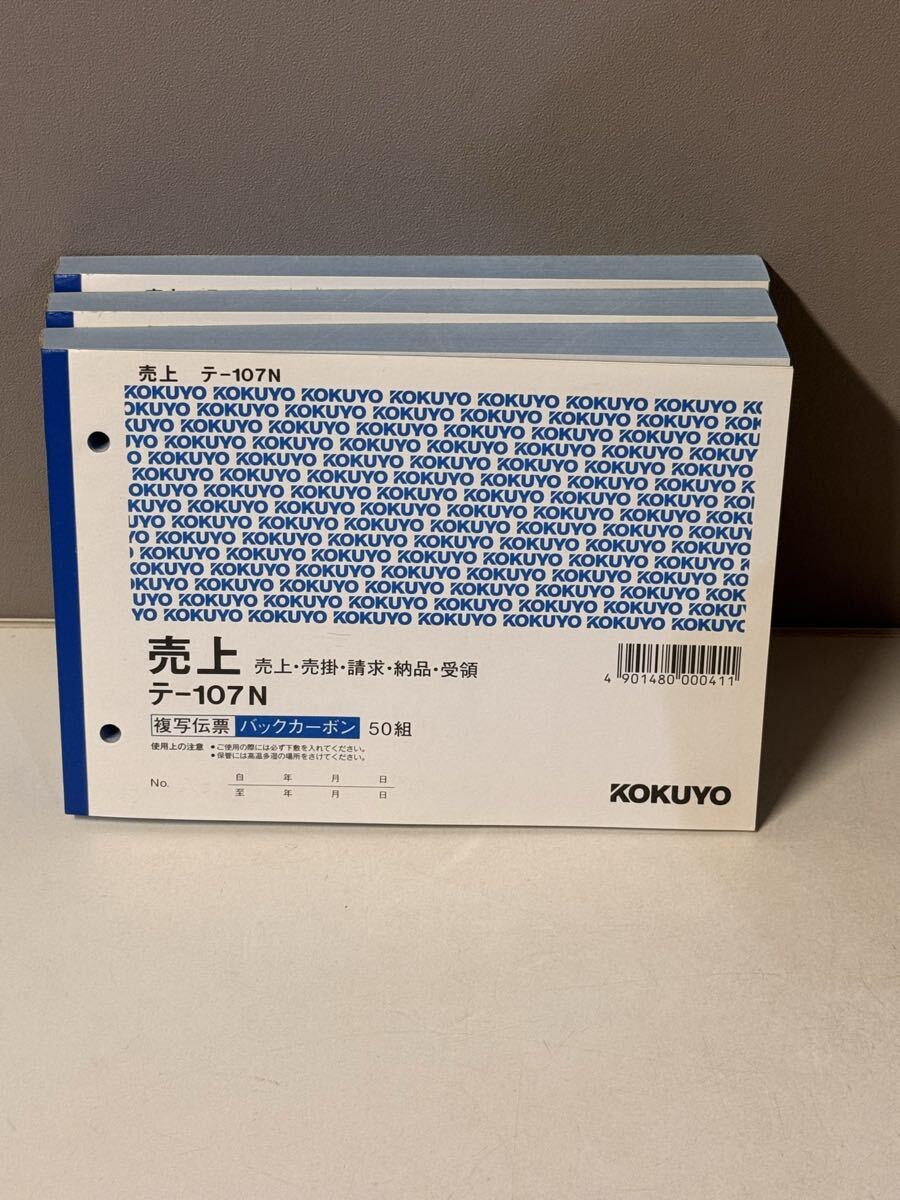 売上 テ-107N
KOKUYO KOKUYO KOKUYO KOKUYO KOKUYO KOKUYO KOKUYO
売上 売上・売掛・請求・納品・受領
テ-107N
4 901480 000411
複写伝票 バックカーボン 50組
使用上の注意 ●ご使用の際には必ず下敷を入れてください。
●保管には高温多湿の場所をさけてください。
No. 自 年 月 日
至 年 月 日
KOKUYO